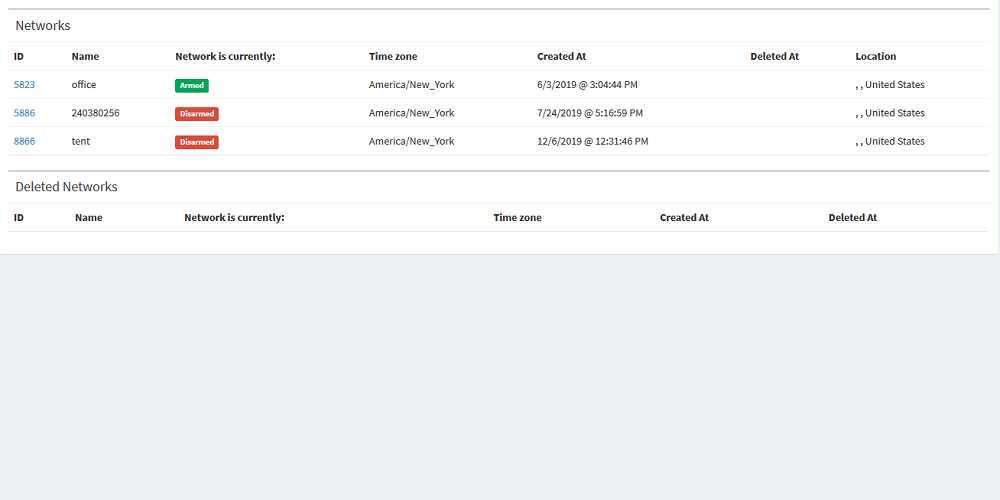 Networks
ID Name Network is currently: Time zone Created At Deleted At Location
5823 office Armed America/New_York 6/3/2019 @ 3:04:44 PM , , United States
5886 240380256 Disarmed America/New_York 7/24/2019 @ 5:16:59 PM , , United States
8866 tent Disarmed America/New_York 12/6/2019 @ 12:31:46 PM , , United States
Deleted Networks
ID Name Network is currently: Time zone Created At Deleted At